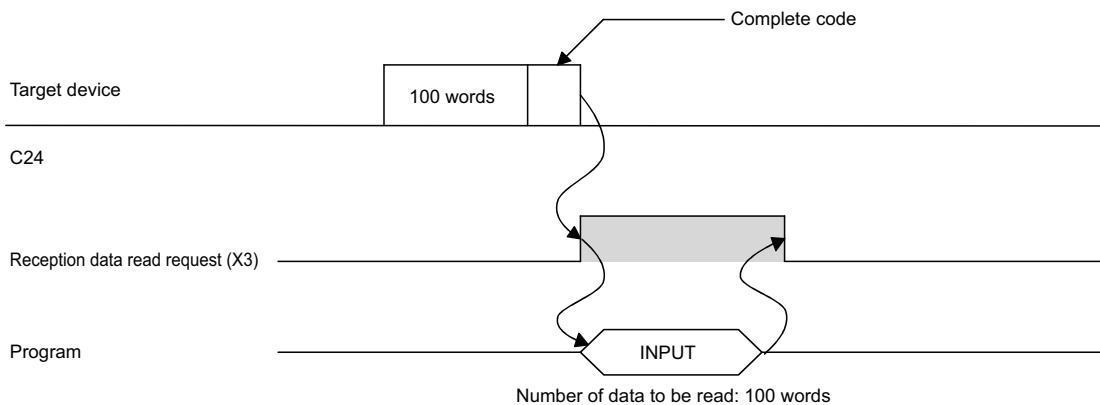 Complete code
Target device
100 words
C24
Reception data read request (X3)
Program
INPUT
Number of data to be read: 100 words